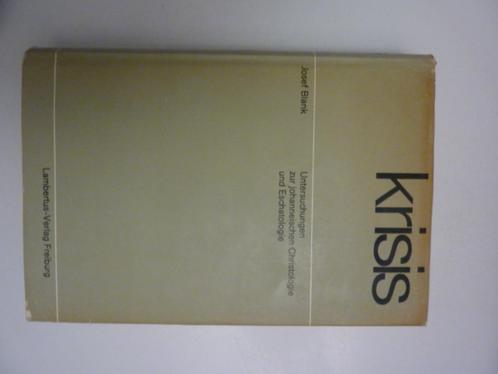 krisis
Josef Blank
Untersuchungen
zur johanneischen Christologie
und Eschatologie
Lambertus-Verlag Freiburg